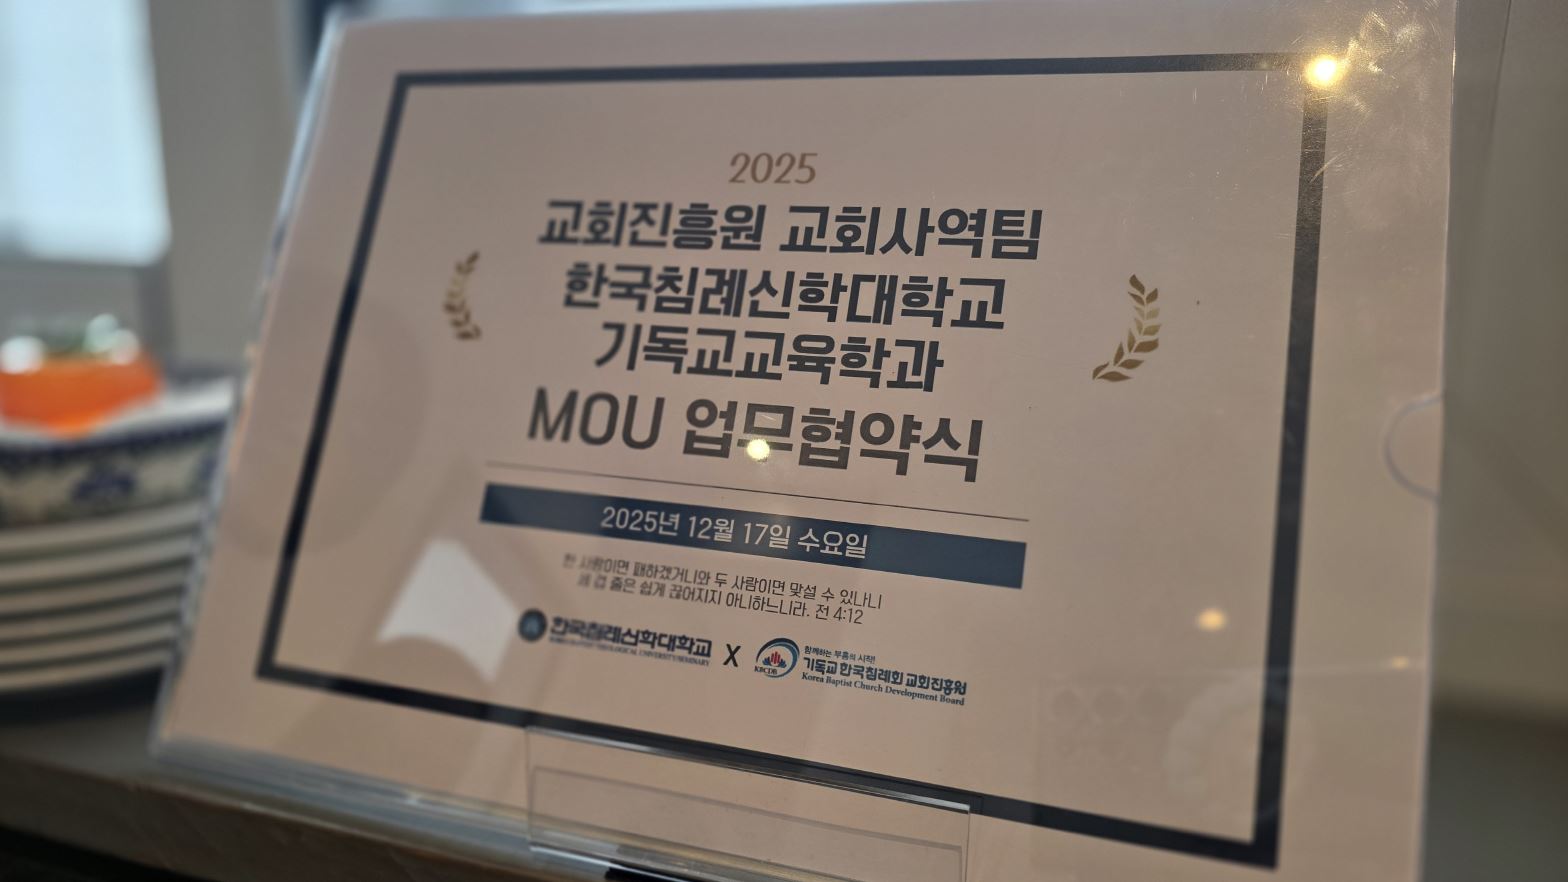 2025
교회진흥원 교회사역팀
한국침례신학대학교
기독교교육학과
MOU 업무협약식
2025년 12월 17일 수요일
한 사람이면 패하겠거니와 두 사람이면 맞설 수 있나니
세 겹 줄은 쉽게 끊어지지 아니하느니라. 전 4:12
한국침례신학대학교
KOREA BAPTIST THEOLOGICAL UNIVERSITY/SEMINARY
X
KBCDB
함께하는 부흥의 시작!
기독교한국침례회 교회진흥원
Korea Baptist Church Development Board